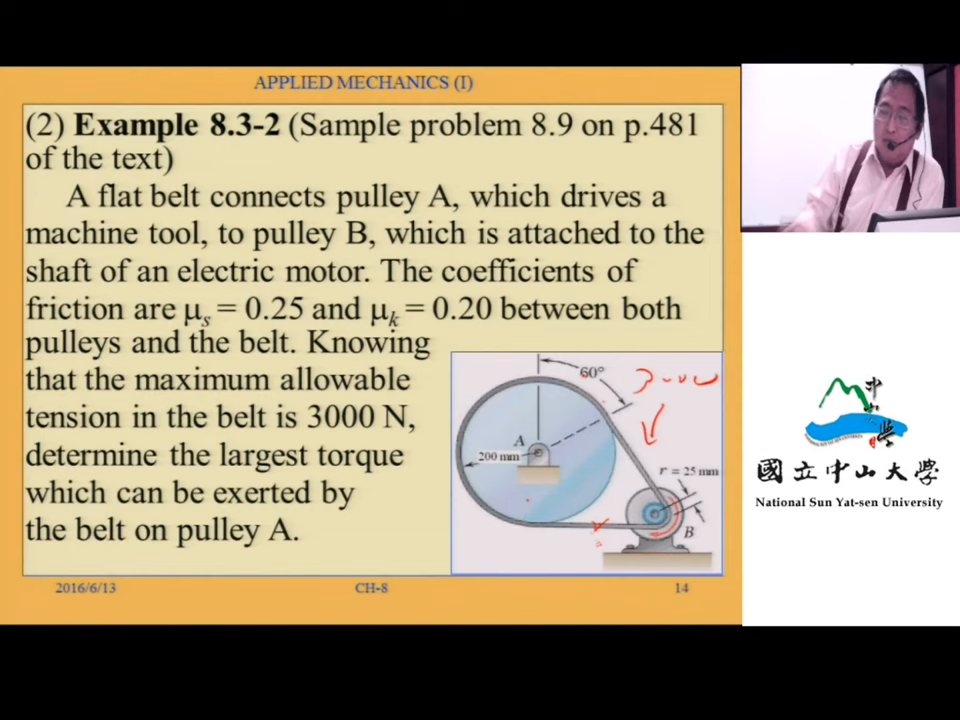 APPLIED MECHANICS (I)
(2) Example 8.3-2 (Sample problem 8.9 on p.481
of the text)
A flat belt connects pulley A, which drives a
machine tool, to pulley B, which is attached to the
shaft of an electric motor. The coefficients of
friction are μs = 0.25 and μk = 0.20 between both
pulleys and the belt. Knowing
that the maximum allowable
tension in the belt is 3000 N,
determine the largest torque
which can be exerted by
the belt on pulley A.
60°
3000
A
200 mm
r = 25 mm
B
2016/6/13
CH-8
14
中山大學
國立中山大學
National Sun Yat-sen University